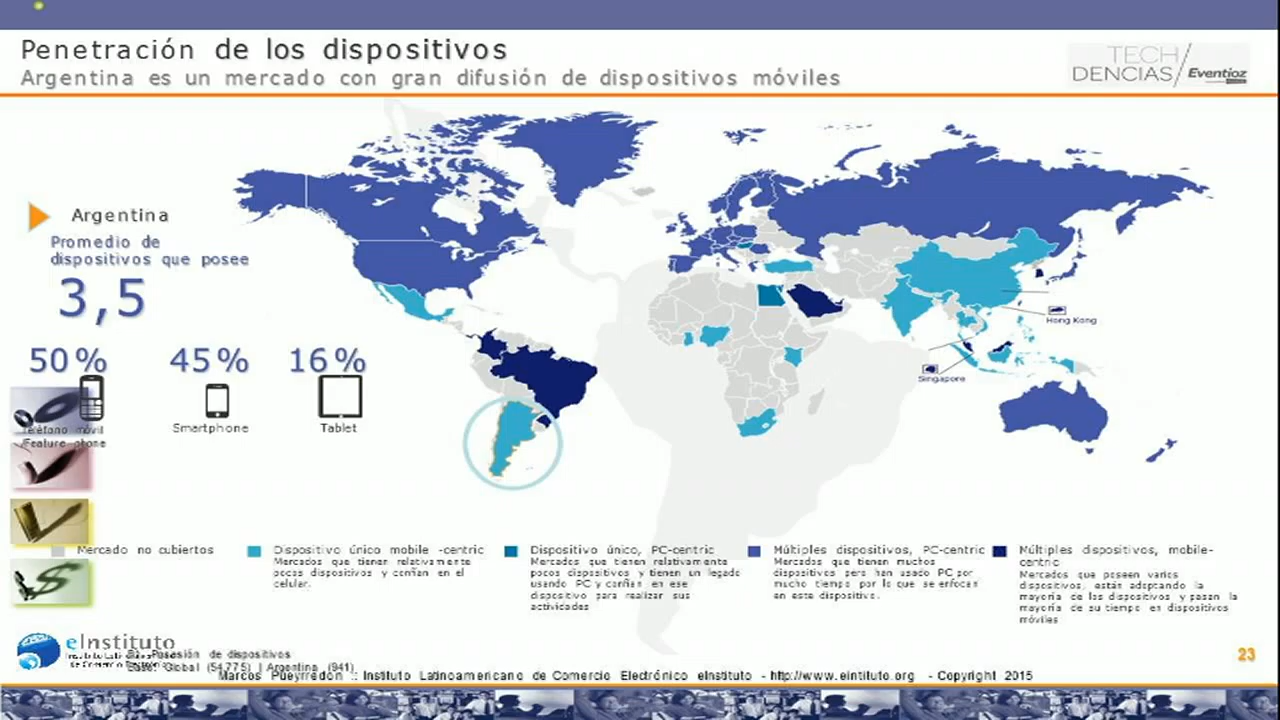 Penetración de los dispositivos
Argentina es un mercado con gran difusión de dispositivos móviles
TECH
DENCIAS
Eventioz
Argentina
Promedio de
dispositivos que posee
3,5
50% 45% 16%
Teléfono móvil
/Feature phone
Smartphone
Tablet
Hong Kong
Singapore
Mercado no cubiertos
Dispositivo único mobile -centric
Mercados que tienen relativamente
pocos dispositivos y confían en el
celular.
Dispositivo único, PC-centric
Mercados que tienen relativamente
pocos dispositivos y tienen un legado
usando PC y confían en ese
dispositivo para realizar sus
actividades
Múltiples dispositivos, PC-centric
Mercados que tienen muchos
dispositivos pero han usado PC por
mucho tiempo por lo que se enfocan
en este dispositivo.
Múltiples dispositivos, mobile-
centric
Mercados que poseen varios
dispositivos, están adoptando la
mayoría de los dispositivos y pasan la
mayoría de su tiempo en dispositivos
móviles
eInstituto
Posesión de dispositivos
Base: Global (54,775) | Argentina (941)
Marcos Pueyrredon :: Instituto Latinoamericano de Comercio Electrónico eInstituto - http://www.eintituto.org - Copyright 2015
23